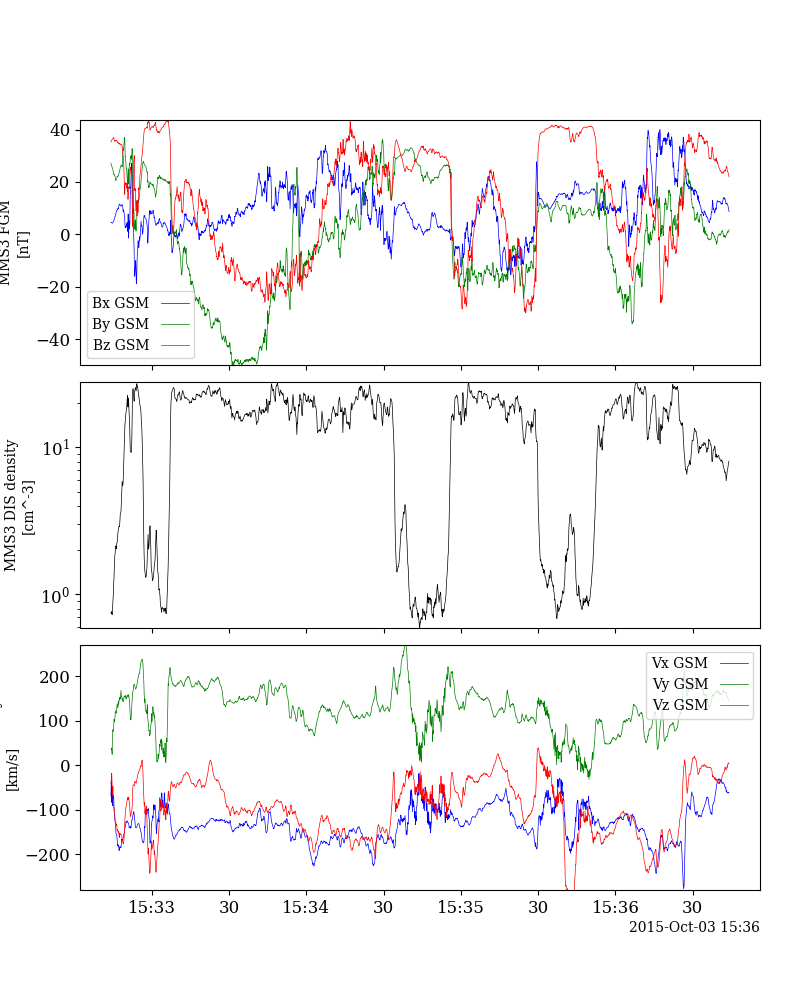 40
20
0
−20
−40
MMS3 FGM
[nT]
Bx GSM
By GSM
Bz GSM
10^1
10^0
MMS3 DIS density
[cm^-3]
200
100
0
−100
−200
[km/s]
Vx GSM
Vy GSM
Vz GSM
15:33 30 15:34 30 15:35 30 15:36 30
2015-Oct-03 15:36